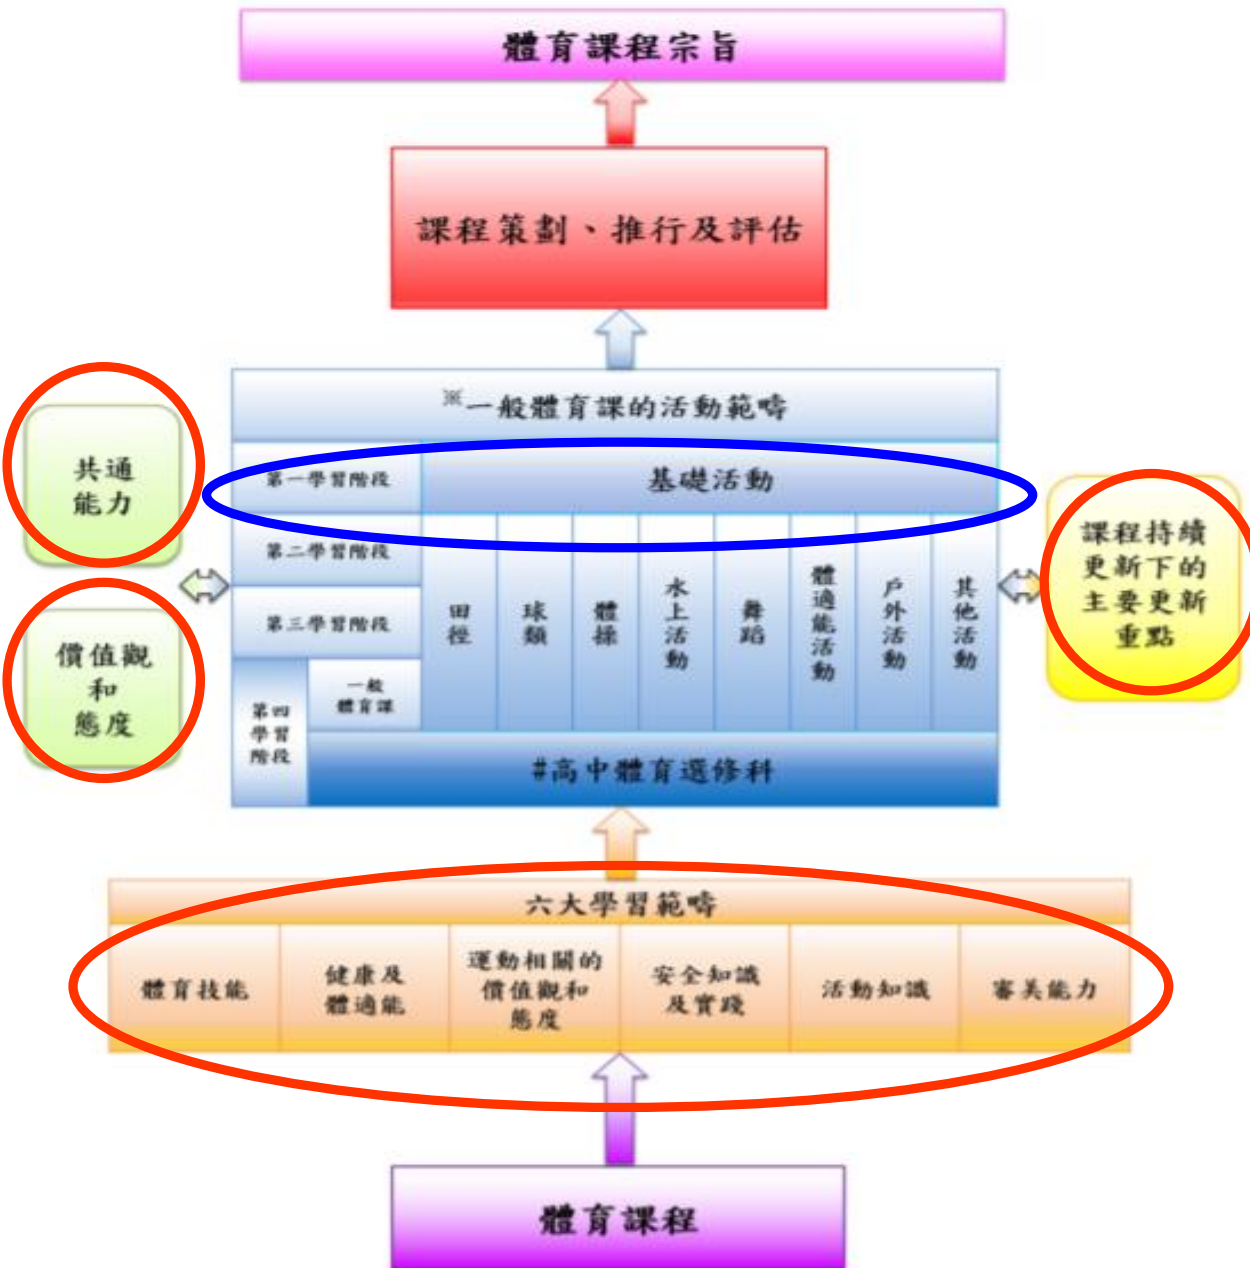 體育課程宗旨
課程策劃、推行及評估
※一般體育課的活動範疇
共通
能力
價值觀
和
態度
第一學習階段
基礎活動
第二學習階段
第三學習階段
第四
學習
階段
一般
體育課
田徑
球類
體操
水上活動
舞蹈
體適能活動
戶外活動
其他活動
#高中體育選修科
課程持續
更新下的
主要更新
重點
六大學習範疇
體育技能
健康及
體適能
運動相關的
價值觀和
態度
安全知識
及實踐
活動知識
審美能力
體育課程